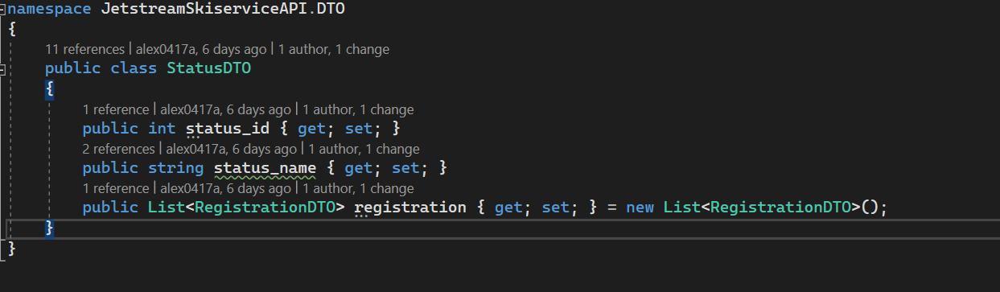 namespace JetstreamSkiserviceAPI.DTO
{
11 references | alex0417a, 6 days ago | 1 author, 1 change
public class StatusDTO
{
1 reference | alex0417a, 6 days ago | 1 author, 1 change
public int status_id { get; set; }
2 references | alex0417a, 6 days ago | 1 author, 1 change
public string status_name { get; set; }
1 reference | alex0417a, 6 days ago | 1 author, 1 change
public List<RegistrationDTO> registration { get; set; } = new List<RegistrationDTO>();
}
}